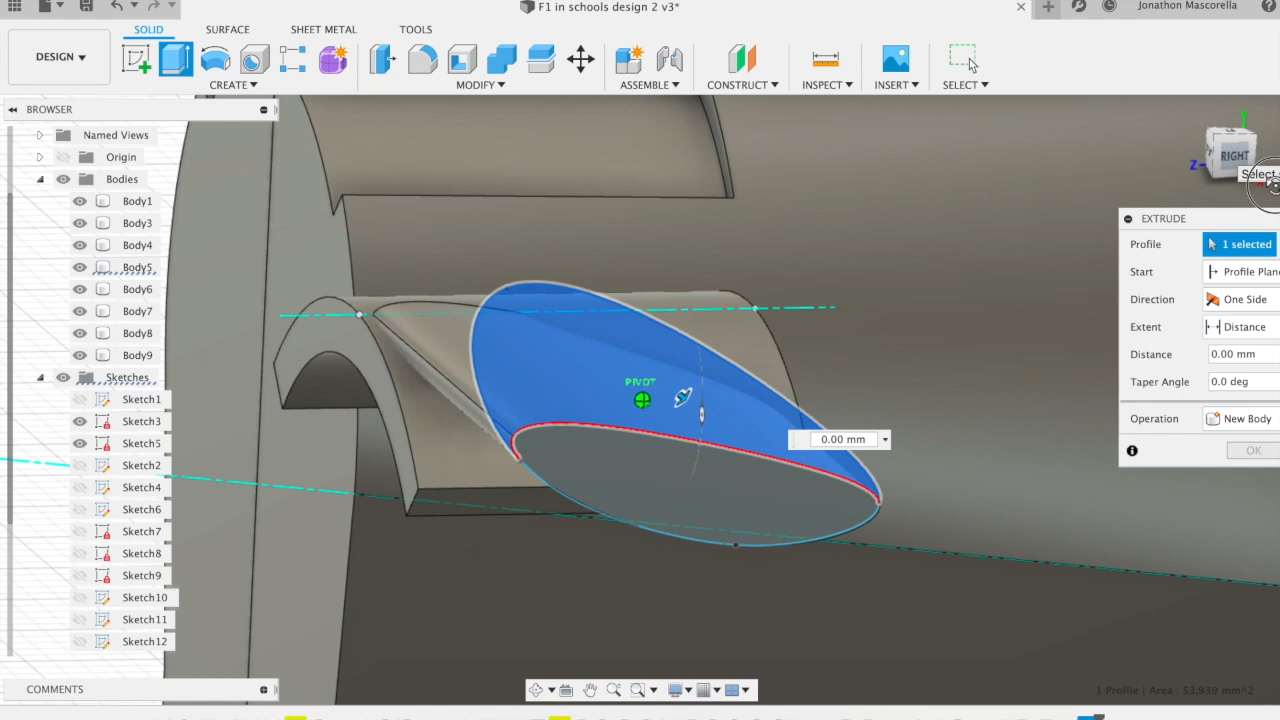 F1 in schools design 2 v3*
Jonathon Mascorella
SOLID SURFACE SHEET METAL TOOLS
DESIGN
CREATE MODIFY ASSEMBLE CONSTRUCT INSPECT INSERT SELECT
BROWSER
Named Views
Origin
Bodies
Body1
Body3
Body4
Body5
Body6
Body7
Body8
Body9
Sketches
Sketch1
Sketch3
Sketch5
Sketch2
Sketch4
Sketch6
Sketch7
Sketch8
Sketch9
Sketch10
Sketch11
Sketch12
COMMENTS
PIVOT
0.00 mm
RIGHT
Z
Select
EXTRUDE
Profile 1 selected
Start Profile Plan
Direction One Side
Extent Distance
Distance 0.00 mm
Taper Angle 0.0 deg
Operation New Body
OK
1 Profile | Area : 53.939 mm^2